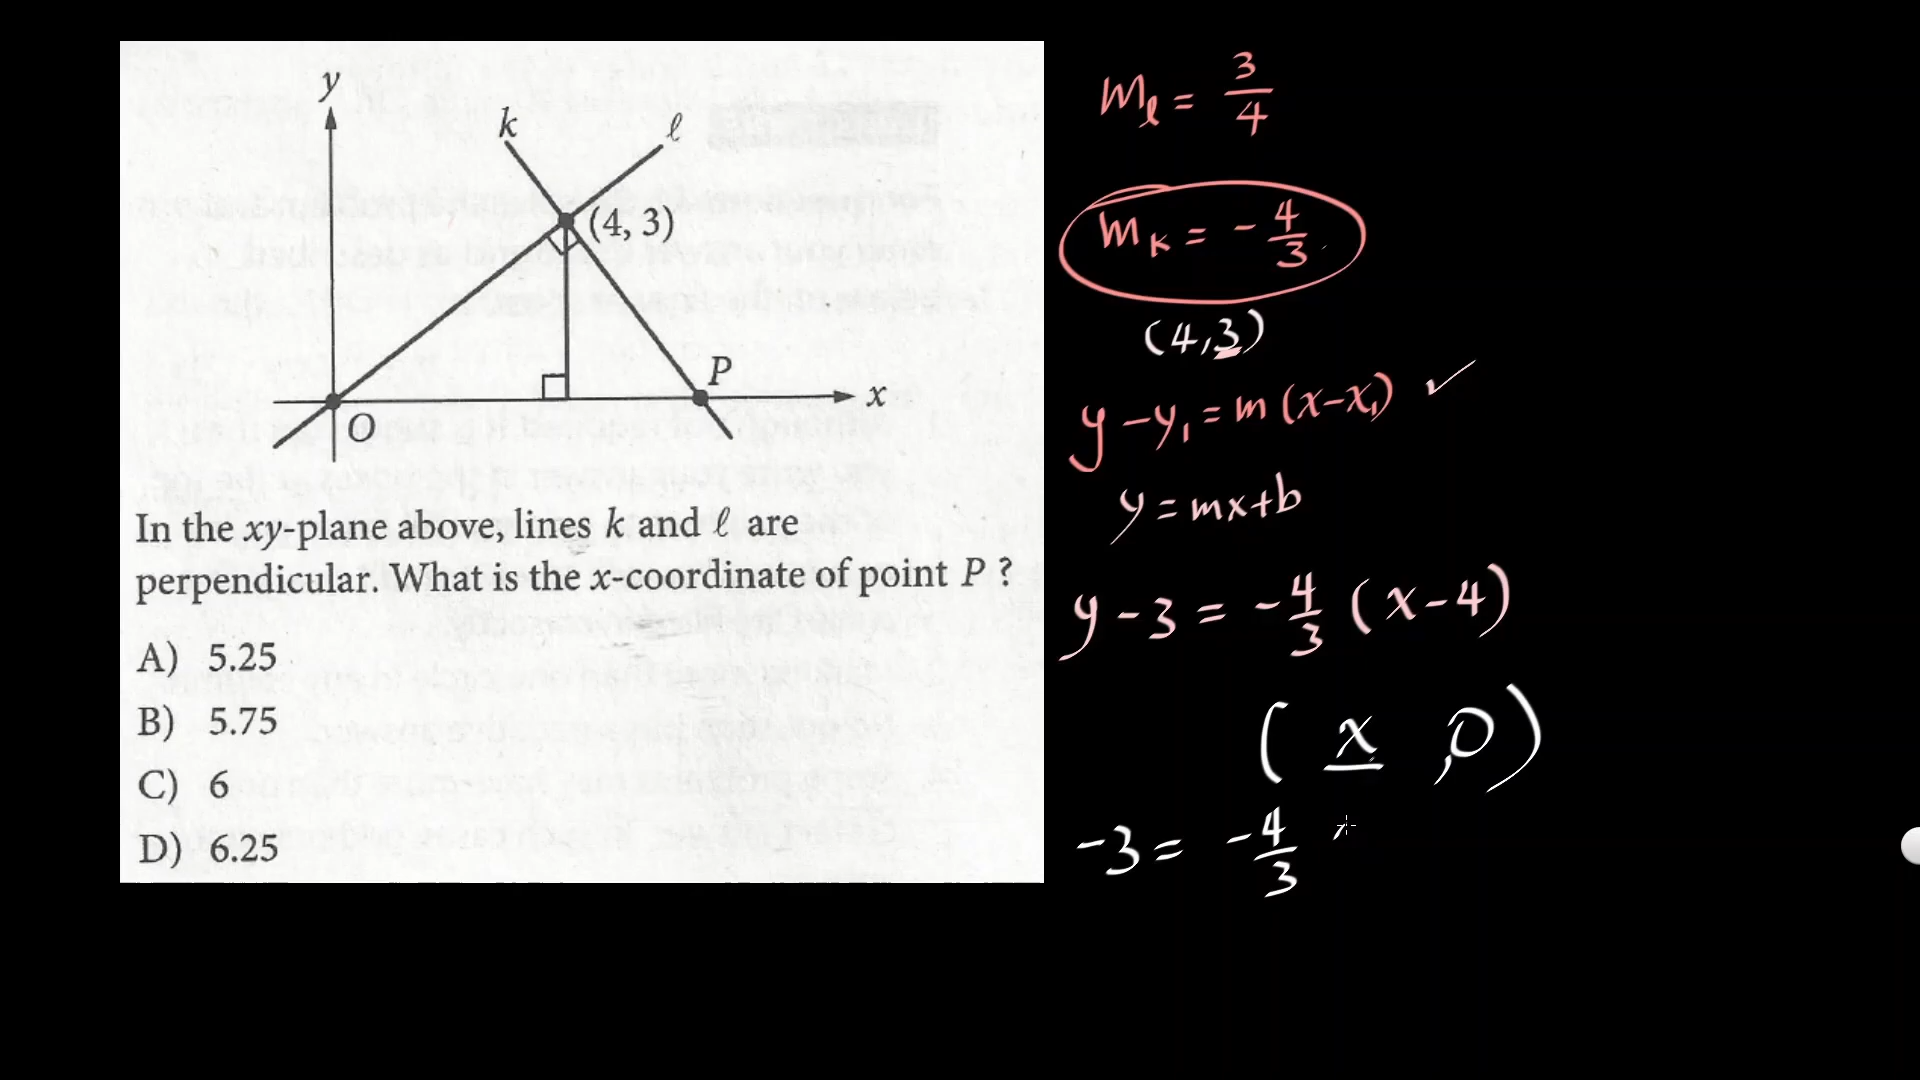 y
k
ℓ
(4, 3)
P
x
O
In the xy-plane above, lines k and ℓ are
perpendicular. What is the x-coordinate of point P ?
A) 5.25
B) 5.75
C) 6
D) 6.25
mℓ = 3/4
mK = -4/3
(4,3)
y-y₁=m(x-x₁) ✓
y=mx+b
y-3=-4/3(x-4)
(x,0)
-3=-4/3